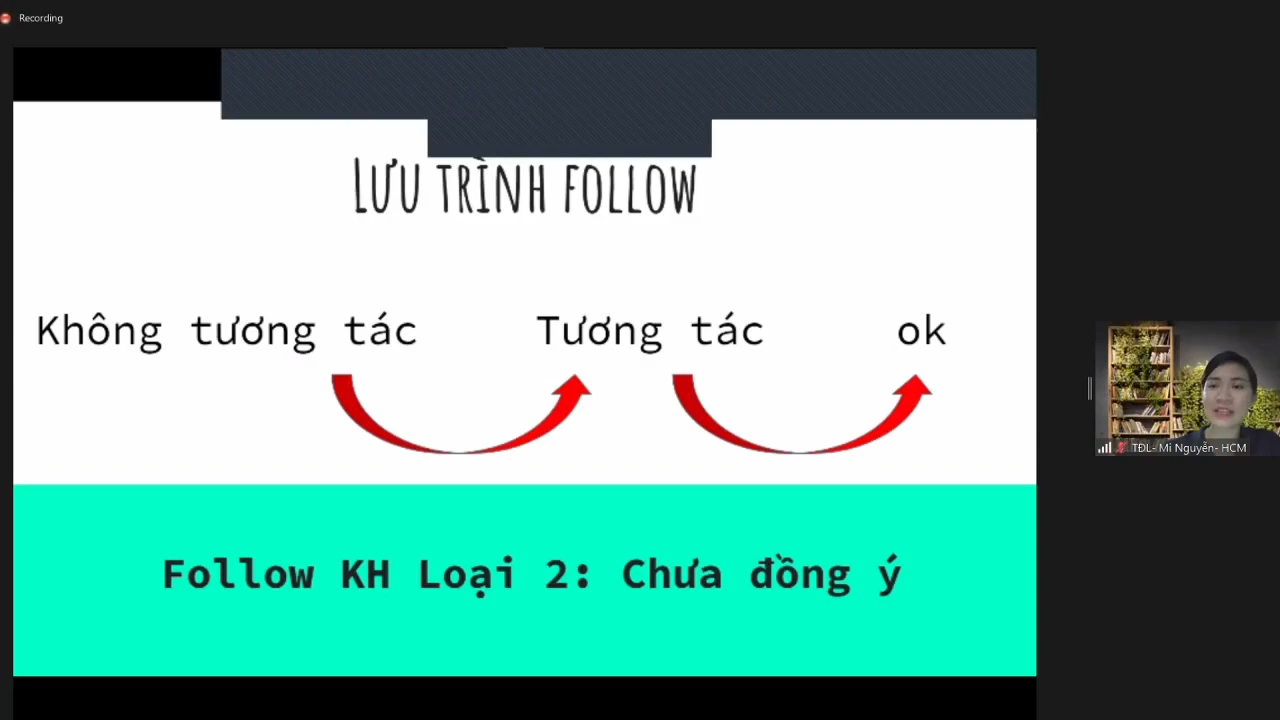 Recording
Lưu trình follow
Không tương tác Tương tác ok
TĐL- Mi Nguyễn- HCM
Follow KH Loại 2: Chưa đồng ý